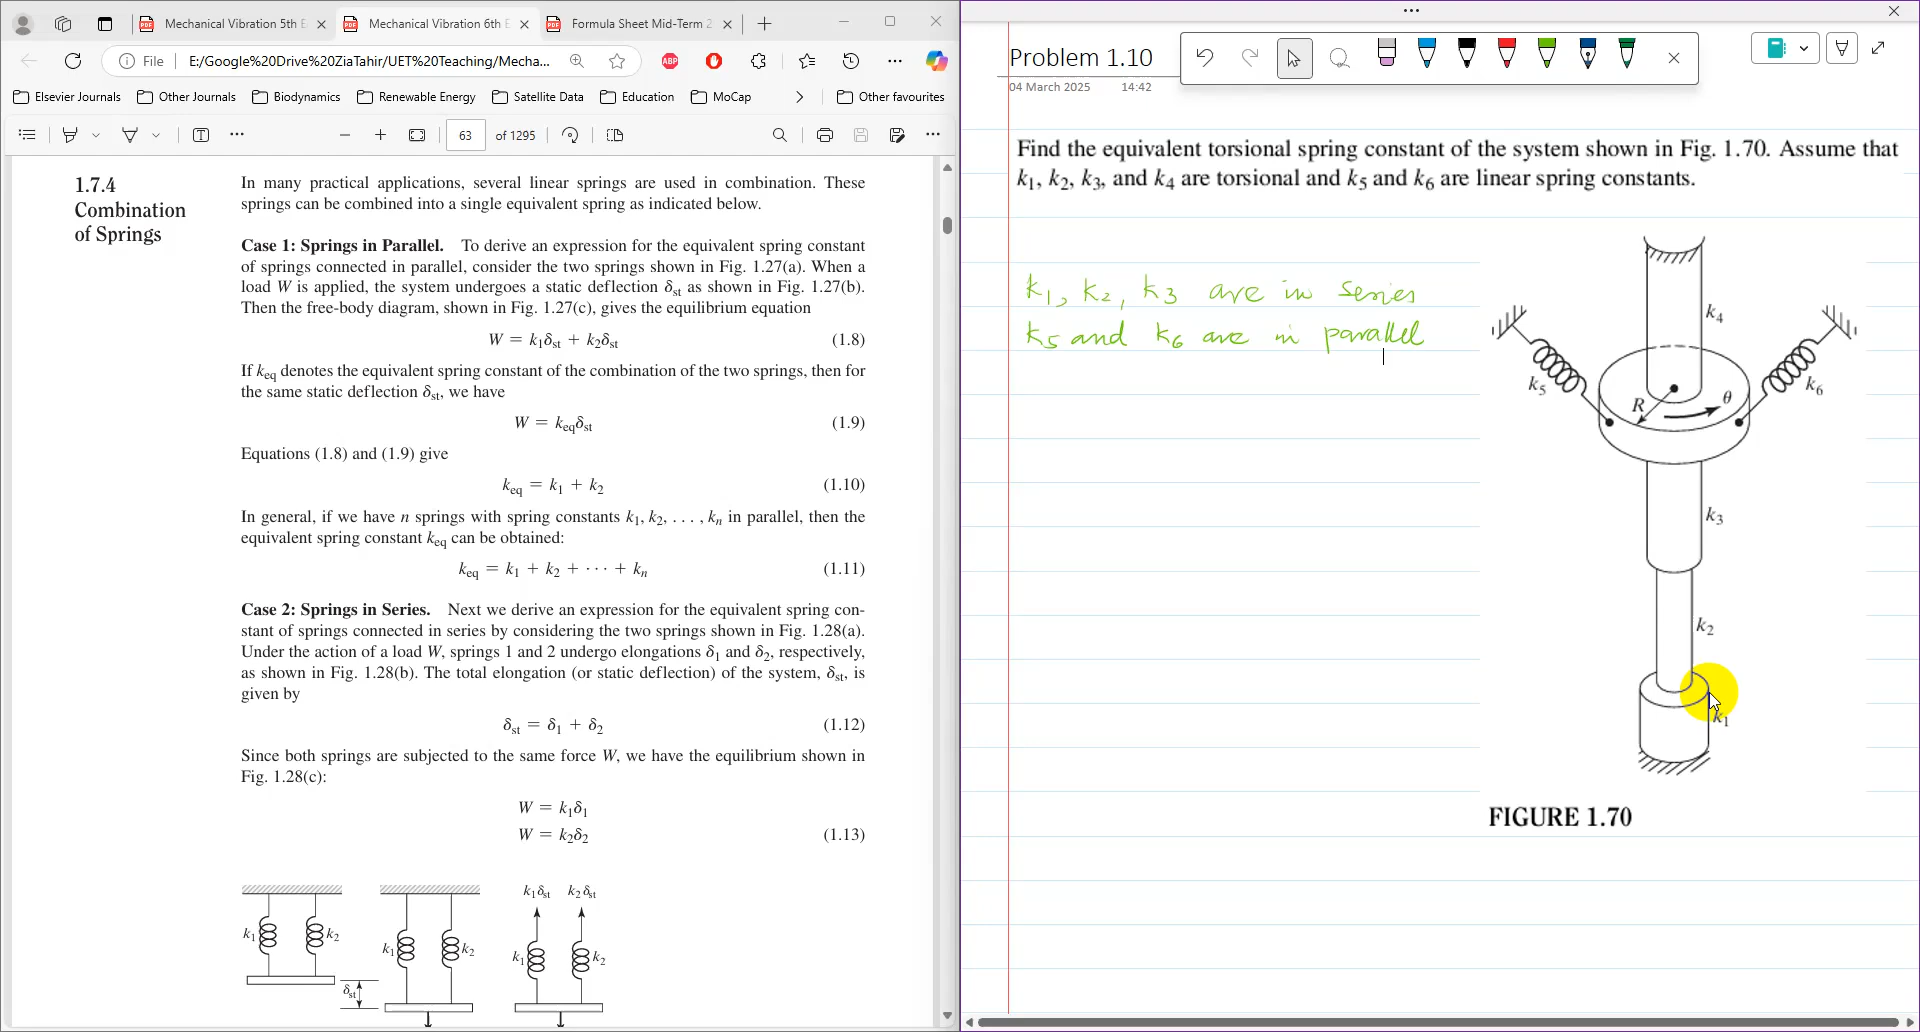 Mechanical Vibration 5th E
Mechanical Vibration 6th E
Formula Sheet Mid-Term 2
File
E:/Google%20Drive%20ZiaTahir/UET%20Teaching/Mecha...
ABP
Elsevier Journals
Other Journals
Biodynamics
Renewable Energy
Satellite Data
Education
MoCap
Other favourites
63 of 1295
1.7.4
Combination
of Springs
In many practical applications, several linear springs are used in combination. These
springs can be combined into a single equivalent spring as indicated below.
Case 1: Springs in Parallel. To derive an expression for the equivalent spring constant
of springs connected in parallel, consider the two springs shown in Fig. 1.27(a). When a
load W is applied, the system undergoes a static deflection δst as shown in Fig. 1.27(b).
Then the free-body diagram, shown in Fig. 1.27(c), gives the equilibrium equation
W = k1δst + k2δst (1.8)
If keq denotes the equivalent spring constant of the combination of the two springs, then for
the same static deflection δst, we have
W = keqδst (1.9)
Equations (1.8) and (1.9) give
keq = k1 + k2 (1.10)
In general, if we have n springs with spring constants k1, k2, . . . , kn in parallel, then the
equivalent spring constant keq can be obtained:
keq = k1 + k2 + · · · + kn (1.11)
Case 2: Springs in Series. Next we derive an expression for the equivalent spring con-
stant of springs connected in series by considering the two springs shown in Fig. 1.28(a).
Under the action of a load W, springs 1 and 2 undergo elongations δ1 and δ2, respectively,
as shown in Fig. 1.28(b). The total elongation (or static deflection) of the system, δst, is
given by
δst = δ1 + δ2 (1.12)
Since both springs are subjected to the same force W, we have the equilibrium shown in
Fig. 1.28(c):
W = k1δ1
W = k2δ2 (1.13)
k1δst k2δst
k1 k2 k1 k2 k1 k2
δst
Problem 1.10
04 March 2025 14:42
Find the equivalent torsional spring constant of the system shown in Fig. 1.70. Assume that
k1, k2, k3, and k4 are torsional and k5 and k6 are linear spring constants.
k1, k2, k3 are in series
k5 and k6 are in parallel
k4
k5
k6
R
θ
k3
k2
k1
FIGURE 1.70